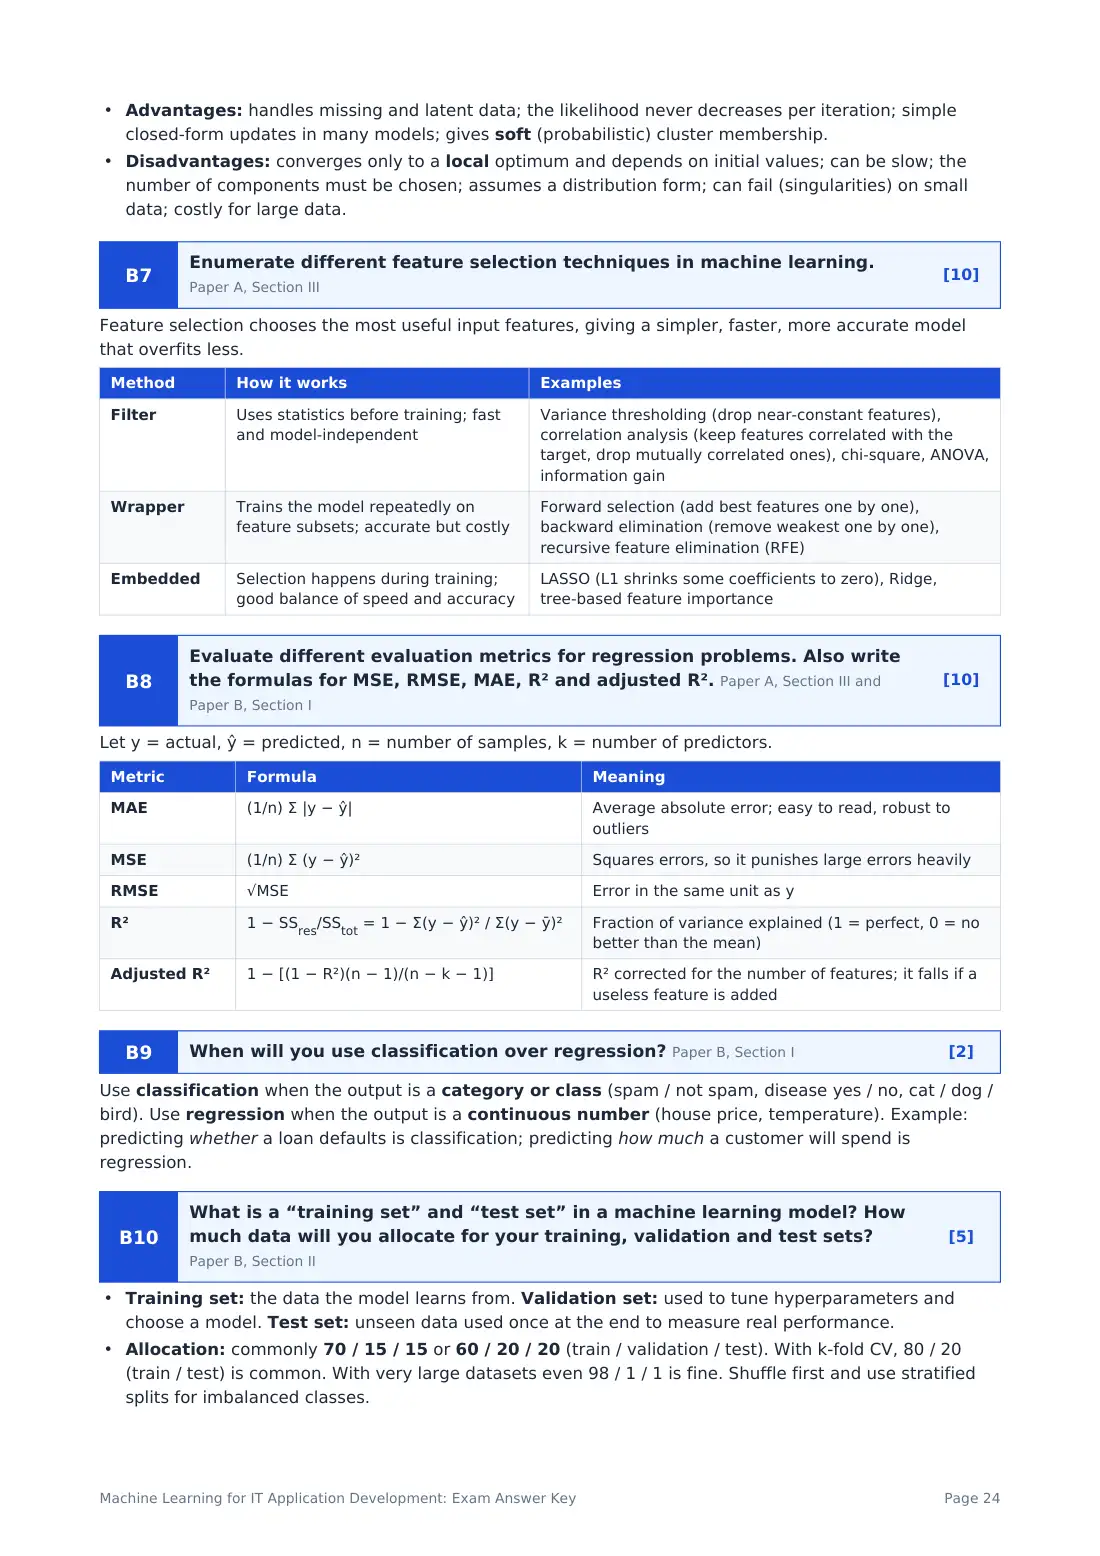 • Advantages: handles missing and latent data; the likelihood never decreases per iteration; simple
closed-form updates in many models; gives soft (probabilistic) cluster membership.
• Disadvantages: converges only to a local optimum and depends on initial values; can be slow; the
number of components must be chosen; assumes a distribution form; can fail (singularities) on small
data; costly for large data.
B7
Enumerate different feature selection techniques in machine learning.
Paper A, Section III
[10]
Feature selection chooses the most useful input features, giving a simpler, faster, more accurate model
that overfits less.
Method How it works Examples
Filter
Uses statistics before training; fast
and model-independent
Variance thresholding (drop near-constant features),
correlation analysis (keep features correlated with the
target, drop mutually correlated ones), chi-square, ANOVA,
information gain
Wrapper
Trains the model repeatedly on
feature subsets; accurate but costly
Forward selection (add best features one by one),
backward elimination (remove weakest one by one),
recursive feature elimination (RFE)
Embedded
Selection happens during training;
good balance of speed and accuracy
LASSO (L1 shrinks some coefficients to zero), Ridge,
tree-based feature importance
B8
Evaluate different evaluation metrics for regression problems. Also write
the formulas for MSE, RMSE, MAE, R² and adjusted R². Paper A, Section III and
Paper B, Section I
[10]
Let y = actual, ŷ = predicted, n = number of samples, k = number of predictors.
Metric Formula Meaning
MAE
(1/n) Σ |y − ŷ|
Average absolute error; easy to read, robust to
outliers
MSE
(1/n) Σ (y − ŷ)²
Squares errors, so it punishes large errors heavily
RMSE
√MSE
Error in the same unit as y
R²
1 − SSres/SStot = 1 − Σ(y − ŷ)² / Σ(y − ȳ)²
Fraction of variance explained (1 = perfect, 0 = no
better than the mean)
Adjusted R²
1 − [(1 − R²)(n − 1)/(n − k − 1)]
R² corrected for the number of features; it falls if a
useless feature is added
B9
When will you use classification over regression? Paper B, Section I
[2]
Use classification when the output is a category or class (spam / not spam, disease yes / no, cat / dog /
bird). Use regression when the output is a continuous number (house price, temperature). Example:
predicting whether a loan defaults is classification; predicting how much a customer will spend is
regression.
B10
What is a “training set” and “test set” in a machine learning model? How
much data will you allocate for your training, validation and test sets?
Paper B, Section II
[5]
• Training set: the data the model learns from. Validation set: used to tune hyperparameters and
choose a model. Test set: unseen data used once at the end to measure real performance.
• Allocation: commonly 70 / 15 / 15 or 60 / 20 / 20 (train / validation / test). With k-fold CV, 80 / 20
(train / test) is common. With very large datasets even 98 / 1 / 1 is fine. Shuffle first and use stratified
splits for imbalanced classes.
Machine Learning for IT Application Development: Exam Answer Key
Page 24